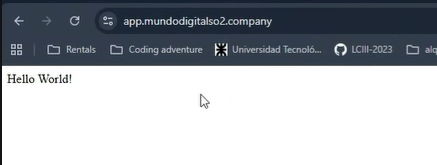 app.mundodigitalso2.company
Rentals Coding adventure Universidad Tecnoló... LCIII-2023 alq
Hello World!